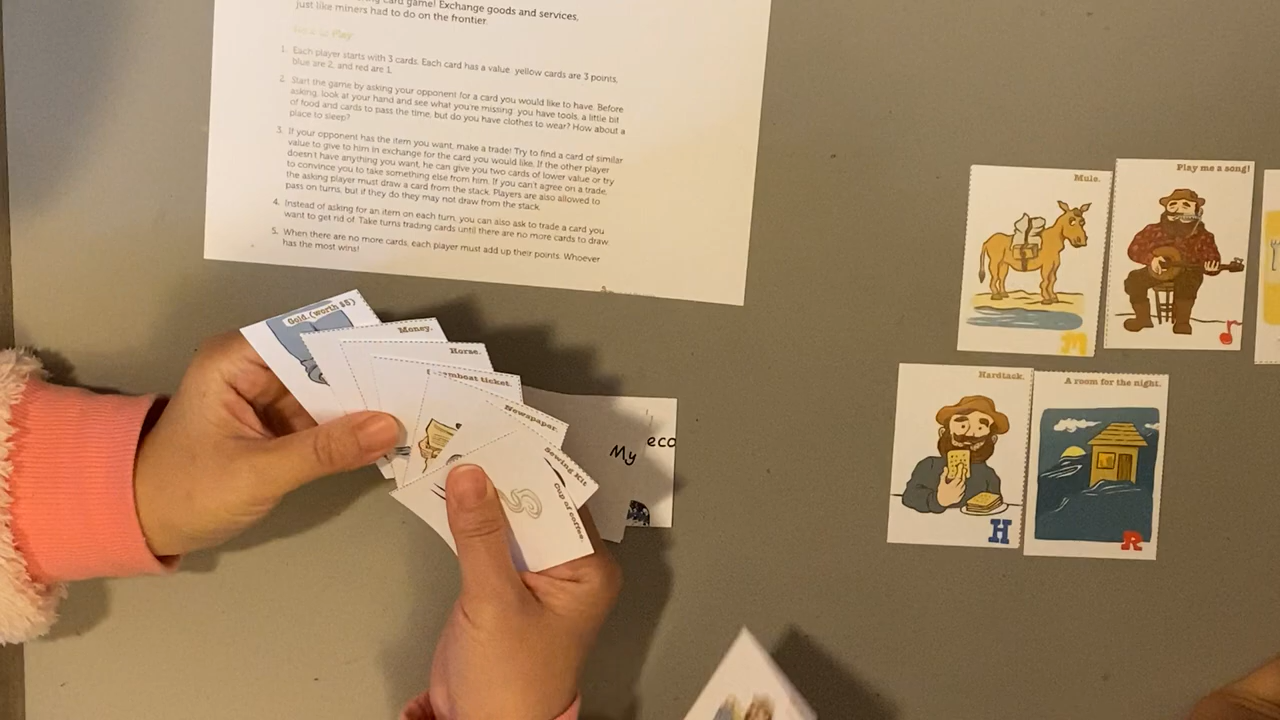 card game! Exchange goods and services,
just like miners had to do on the frontier.
How to Play
1. Each player starts with 3 cards. Each card has a value: yellow cards are 3 points,
blue are 2, and red are 1.
2. Start the game by asking your opponent for a card you would like to have. Before
asking, look at your hand and see what you're missing: you have tools, a little bit
of food and cards to pass the time, but do you have clothes to wear? How about a
place to sleep?
3. If your opponent has the item you want, make a trade! Try to find a card of similar
value to give to him in exchange for the card you would like. If the other player
doesn't have anything you want, he can give you two cards of lower value or try
to convince you to take something else from him. If you can't agree on a trade,
the asking player must draw a card from the stack. Players are also allowed to
pass on turns, but if they do they may not draw from the stack.
4. Instead of asking for an item on each turn, you can also ask to trade a card you
want to get rid of. Take turns trading cards until there are no more cards to draw.
5. When there are no more cards, each player must add up their points. Whoever
has the most wins!
Mule.
M
Play me a song!
Hardtack.
H
A room for the night.
R
Gold. (worth $5)
Money.
Horse.
ticket.
Newspaper.
Sewing Kit
Cup of coffee.
My